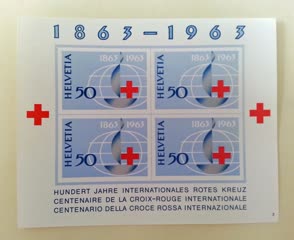 1863–1963
HELVETIA 1863 1963 50
HELVETIA 1863 1963 50
HELVETIA 1863 1963 50
HELVETIA 1863 1963 50
HUNDERT JAHRE INTERNATIONALES ROTES KREUZ
CENTENAIRE DE LA CROIX-ROUGE INTERNATIONALE
CENTENARIO DELLA CROCE ROSSA INTERNAZIONALE